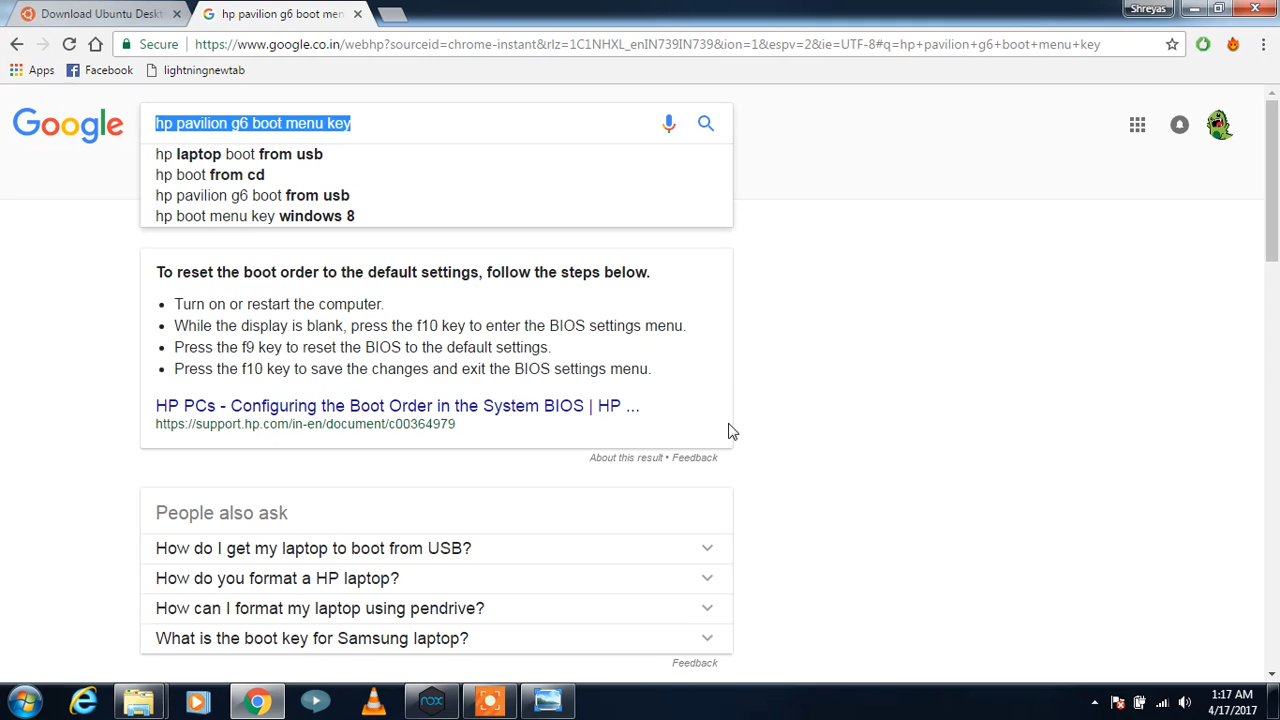 Download Ubuntu Deskt
hp pavilion g6 boot men
Shreyas
Secure
https://www.google.co.in/webhp?sourceid=chrome-instant&rlz=1C1NHXL_enIN739IN739&ion=1&espv=2&ie=UTF-8#q=hp+pavilion+g6+boot+menu+key
Apps
Facebook
lightningnewtab
Google
hp pavilion g6 boot menu key
hp laptop boot from usb
hp boot from cd
hp pavilion g6 boot from usb
hp boot menu key windows 8
To reset the boot order to the default settings, follow the steps below.
• Turn on or restart the computer.
• While the display is blank, press the f10 key to enter the BIOS settings menu.
• Press the f9 key to reset the BIOS to the default settings.
• Press the f10 key to save the changes and exit the BIOS settings menu.
HP PCs - Configuring the Boot Order in the System BIOS | HP ...
https://support.hp.com/in-en/document/c00364979
About this result • Feedback
People also ask
How do I get my laptop to boot from USB?
How do you format a HP laptop?
How can I format my laptop using pendrive?
What is the boot key for Samsung laptop?
Feedback
nox
1:17 AM
4/17/2017